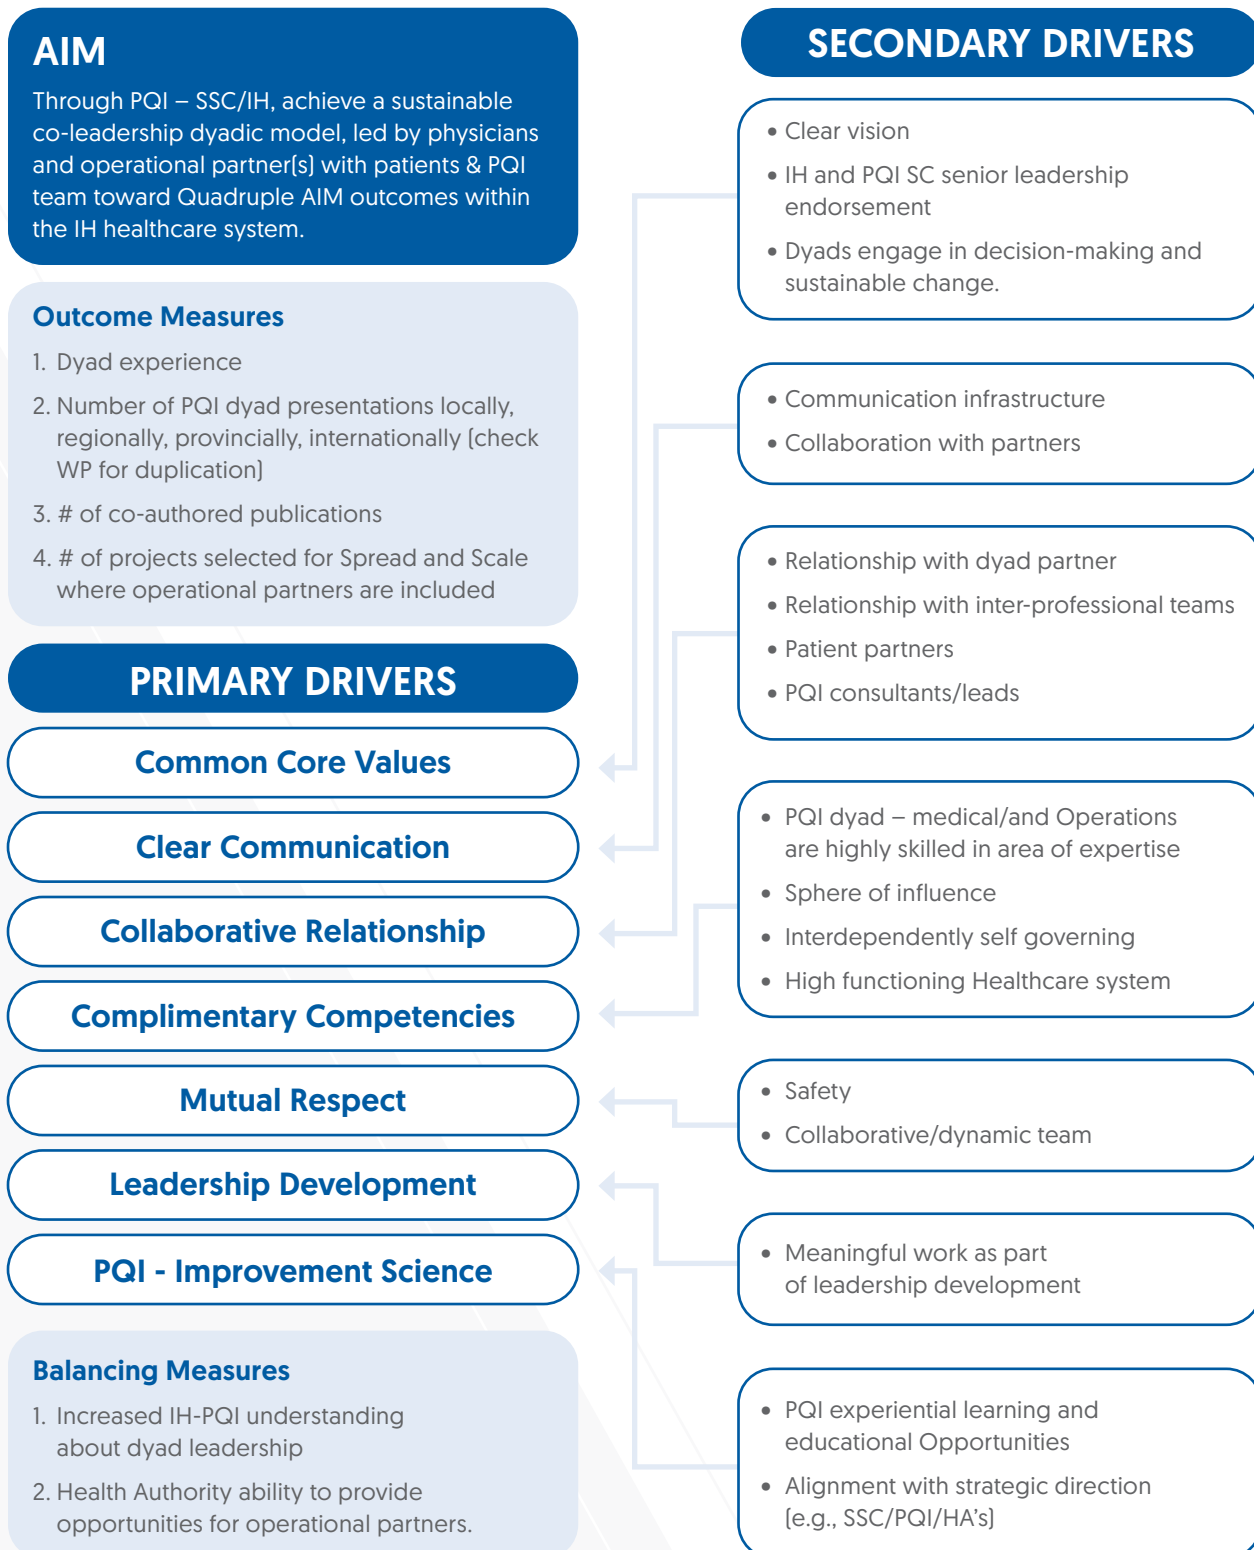 AIM
Through PQI – SSC/IH, achieve a sustainable
co-leadership dyadic model, led by physicians
and operational partner(s) with patients & PQI
team toward Quadruple AIM outcomes within
the IH healthcare system.
Outcome Measures
1. Dyad experience
2. Number of PQI dyad presentations locally,
regionally, provincially, internationally (check
WP for duplication)
3. # of co-authored publications
4. # of projects selected for Spread and Scale
where operational partners are included
PRIMARY DRIVERS
Common Core Values
Clear Communication
Collaborative Relationship
Complimentary Competencies
Mutual Respect
Leadership Development
PQI - Improvement Science
Balancing Measures
1. Increased IH-PQI understanding
about dyad leadership
2. Health Authority ability to provide
opportunities for operational partners.
SECONDARY DRIVERS
• Clear vision
• IH and PQI SC senior leadership
endorsement
• Dyads engage in decision-making and
sustainable change.
• Communication infrastructure
• Collaboration with partners
• Relationship with dyad partner
• Relationship with inter-professional teams
• Patient partners
• PQI consultants/leads
• PQI dyad – medical/and Operations
are highly skilled in area of expertise
• Sphere of influence
• Interdependently self governing
• High functioning Healthcare system
• Safety
• Collaborative/dynamic team
• Meaningful work as part
of leadership development
• PQI experiential learning and
educational Opportunities
• Alignment with strategic direction
(e.g., SSC/PQI/HA's)